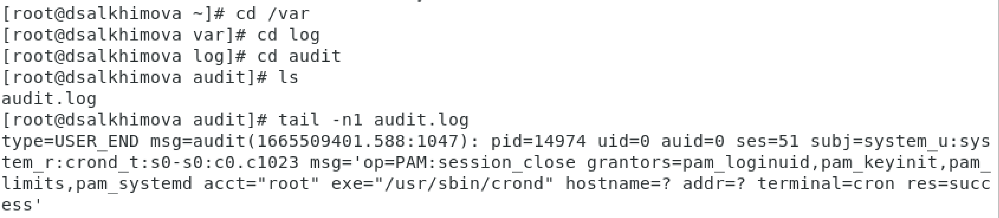 [root@dsalkhimova ~]# cd /var
[root@dsalkhimova var]# cd log
[root@dsalkhimova log]# cd audit
[root@dsalkhimova audit]# ls
audit.log
[root@dsalkhimova audit]# tail -n1 audit.log
type=USER_END msg=audit(1665509401.588:1047): pid=14974 uid=0 auid=0 ses=51 subj=system_u:sys
tem_r:crond_t:s0-s0:c0.c1023 msg='op=PAM:session_close grantors=pam_loginuid,pam_keyinit,pam_
limits,pam_systemd acct="root" exe="/usr/sbin/crond" hostname=? addr=? terminal=cron res=succ
ess'